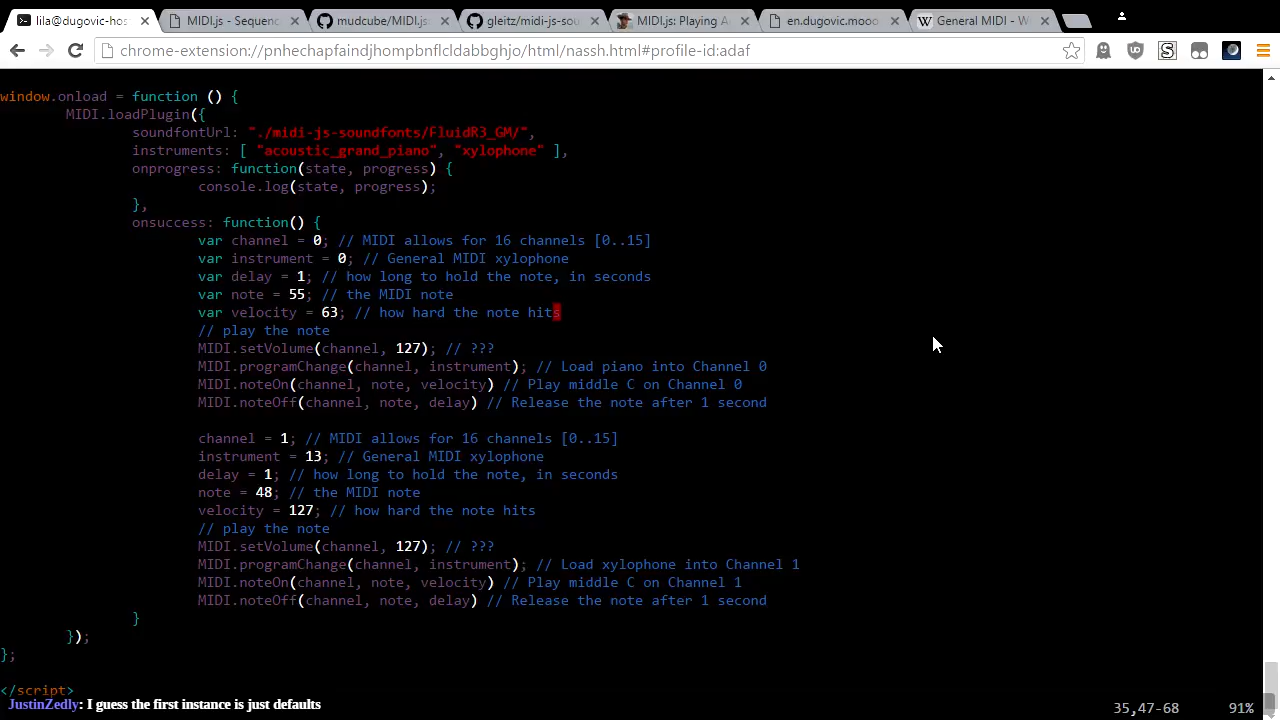 lila@dugovic-hos
MIDI.js - Sequenc
mudcube/MIDI.js
gleitz/midi-js-sou
MIDI.js: Playing A
en.dugovic.mooo
General MIDI - W
chrome-extension://pnhechapfaindjhompbnflcldabbghjo/html/nassh.html#profile-id:adaf
window.onload = function () {
MIDI.loadPlugin({
soundfontUrl: "./midi-js-soundfonts/FluidR3_GM/",
instruments: [ "acoustic_grand_piano", "xylophone" ],
onprogress: function(state, progress) {
console.log(state, progress);
},
onsuccess: function() {
var channel = 0; // MIDI allows for 16 channels [0..15]
var instrument = 0; // General MIDI xylophone
var delay = 1; // how long to hold the note, in seconds
var note = 55; // the MIDI note
var velocity = 63; // how hard the note hits
// play the note
MIDI.setVolume(channel, 127); // ???
MIDI.programChange(channel, instrument); // Load piano into Channel 0
MIDI.noteOn(channel, note, velocity) // Play middle C on Channel 0
MIDI.noteOff(channel, note, delay) // Release the note after 1 second
channel = 1; // MIDI allows for 16 channels [0..15]
instrument = 13; // General MIDI xylophone
delay = 1; // how long to hold the note, in seconds
note = 48; // the MIDI note
velocity = 127; // how hard the note hits
// play the note
MIDI.setVolume(channel, 127); // ???
MIDI.programChange(channel, instrument); // Load xylophone into Channel 1
MIDI.noteOn(channel, note, velocity) // Play middle C on Channel 1
MIDI.noteOff(channel, note, delay) // Release the note after 1 second
}
});
};
</script>
JustinZedly: I guess the first instance is just defaults
35,47-68 91%